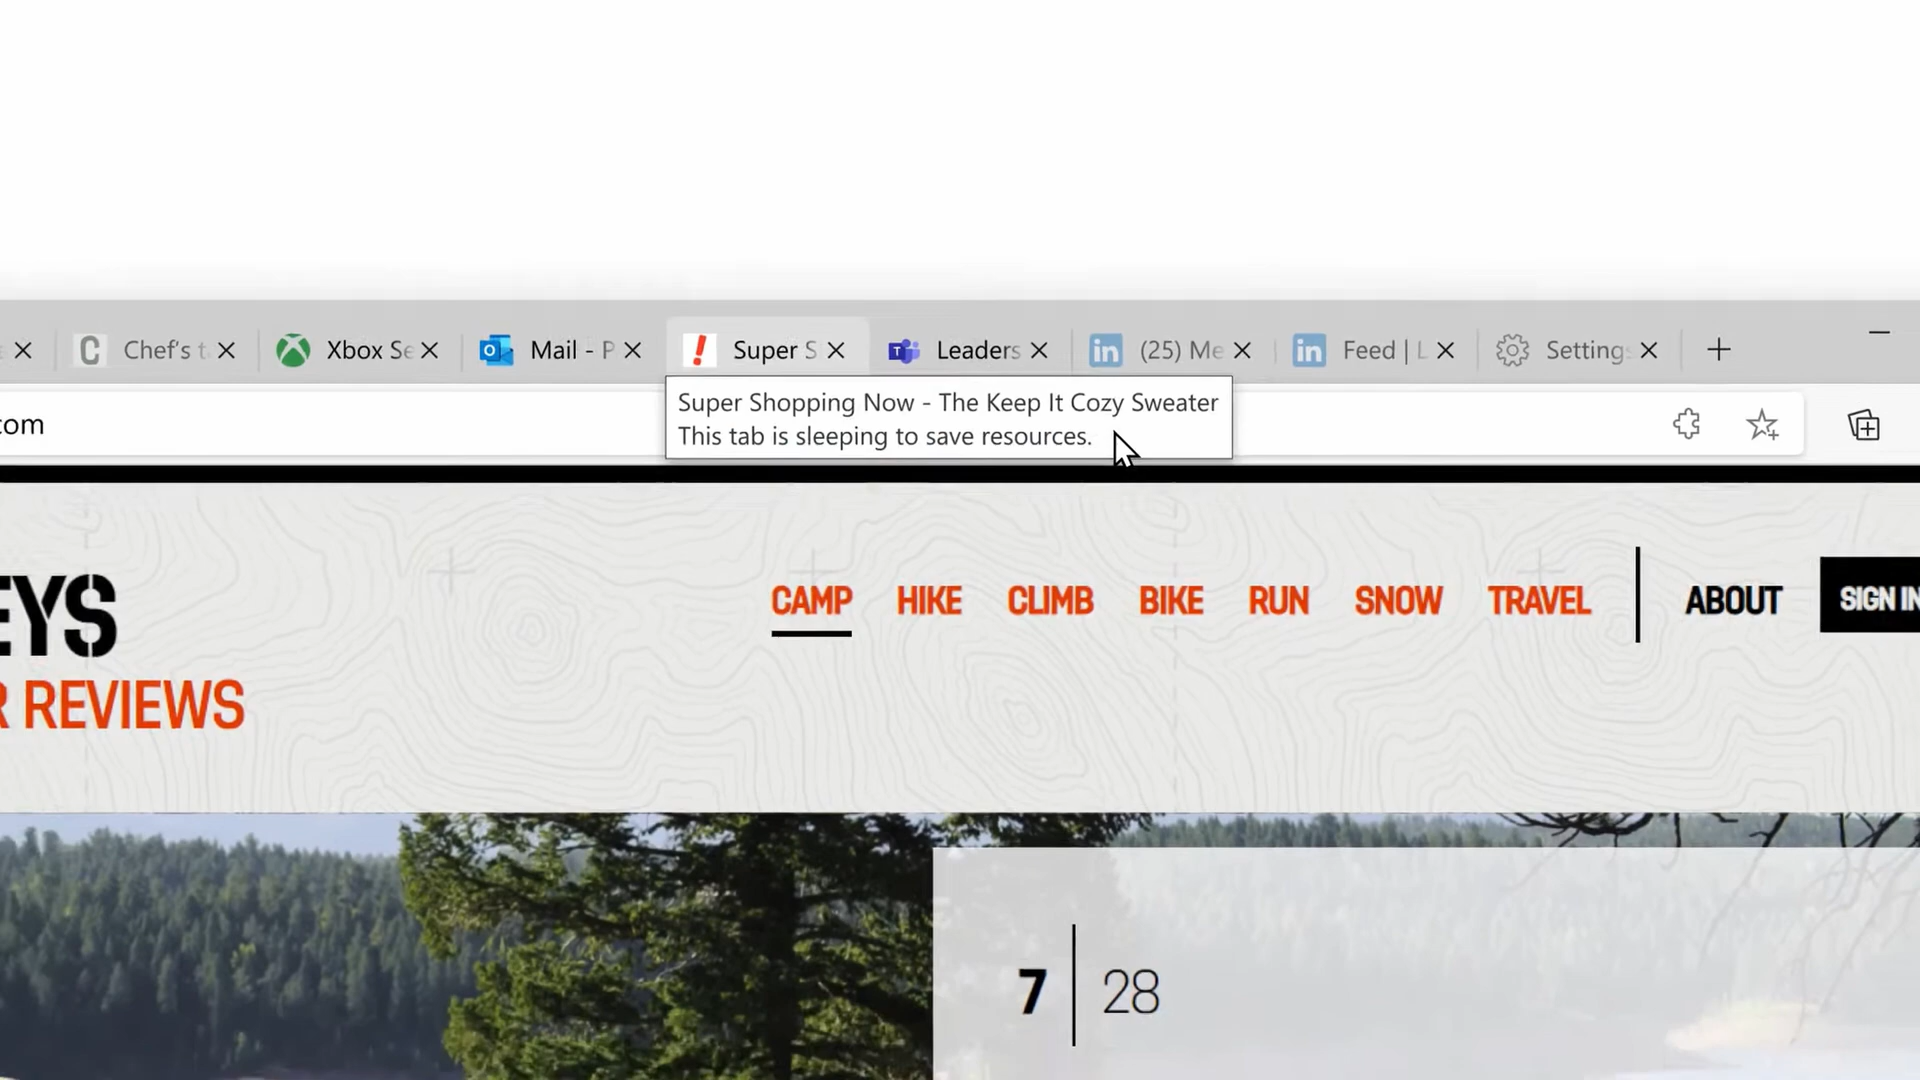 Chef's t
Xbox Se
Mail - P
Super S
Leaders
(25) Me
Feed | L
Settings
com
Super Shopping Now - The Keep It Cozy Sweater
This tab is sleeping to save resources.
EYS
R REVIEWS
CAMP HIKE CLIMB BIKE RUN SNOW TRAVEL ABOUT SIGN IN
7 | 28